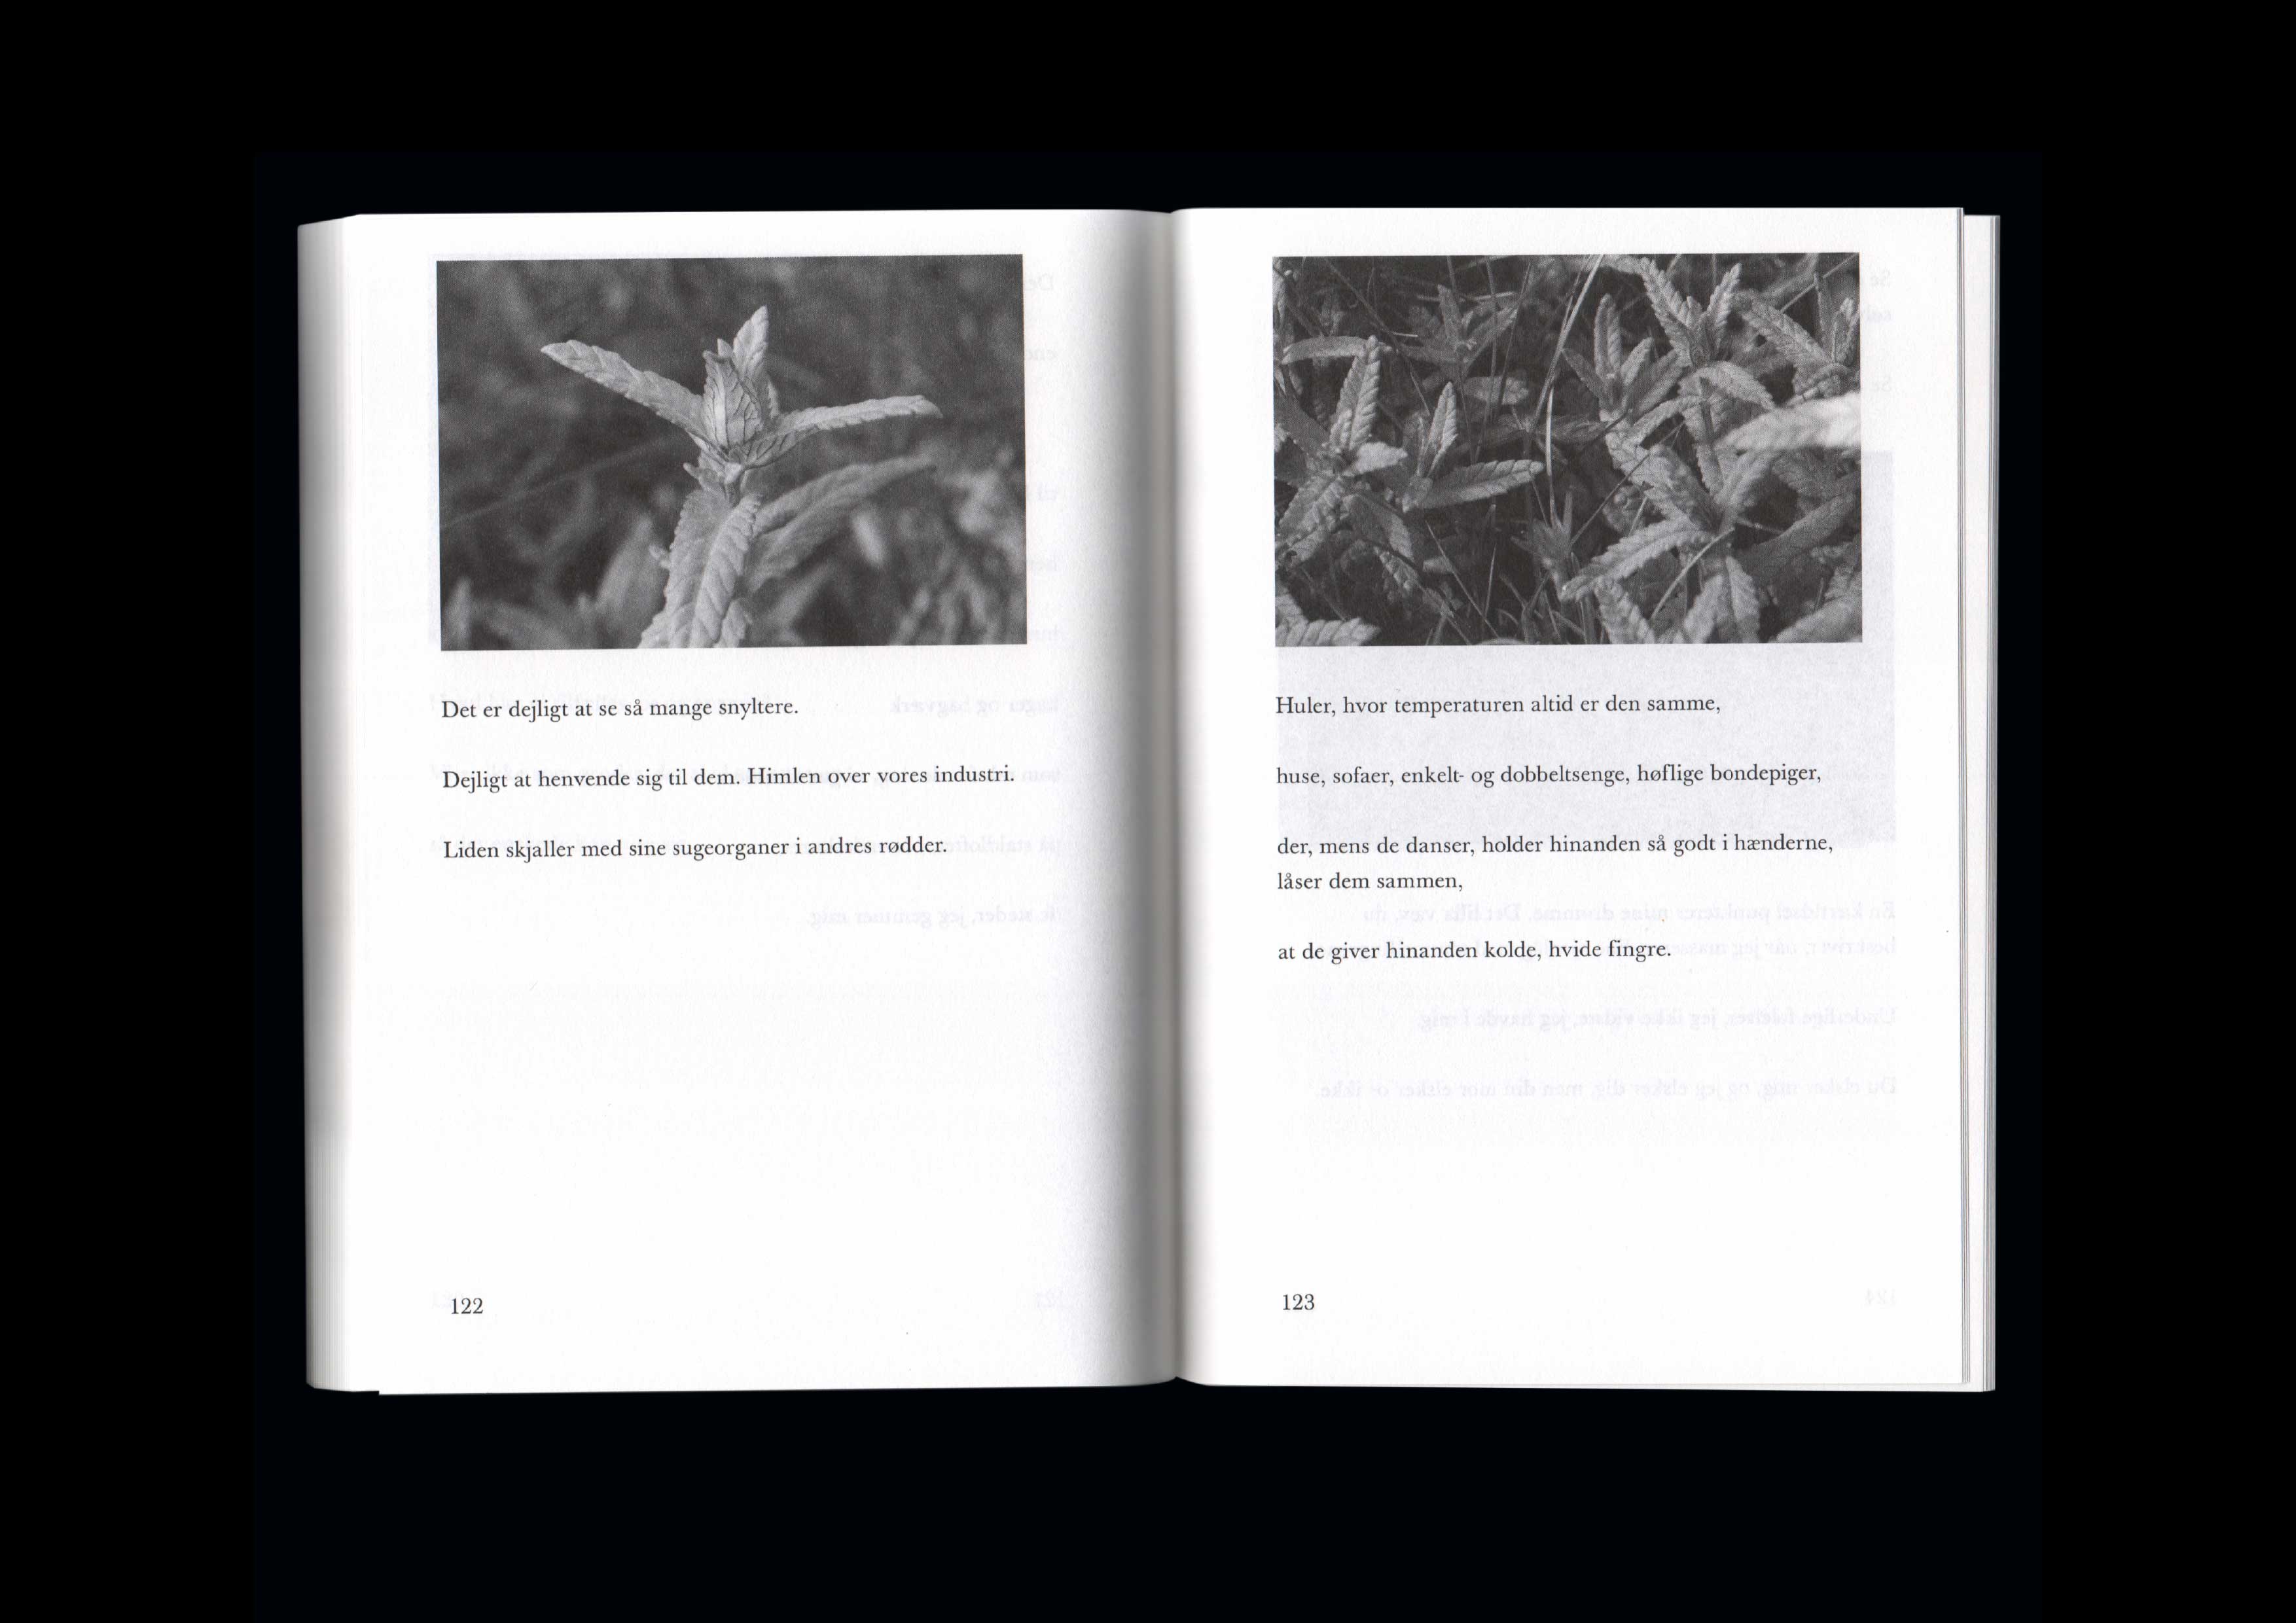 Det er dejligt at se så mange snyltere.
Dejligt at henvende sig til dem. Himlen over vores industri.
Liden skjaller med sine sugeorganer i andres rødder.
122
Huler, hvor temperaturen altid er den samme,
huse, sofaer, enkelt- og dobbeltsenge, høflige bondepiger,
der, mens de danser, holder hinanden så godt i hænderne,
låser dem sammen,
at de giver hinanden kolde, hvide fingre.
123